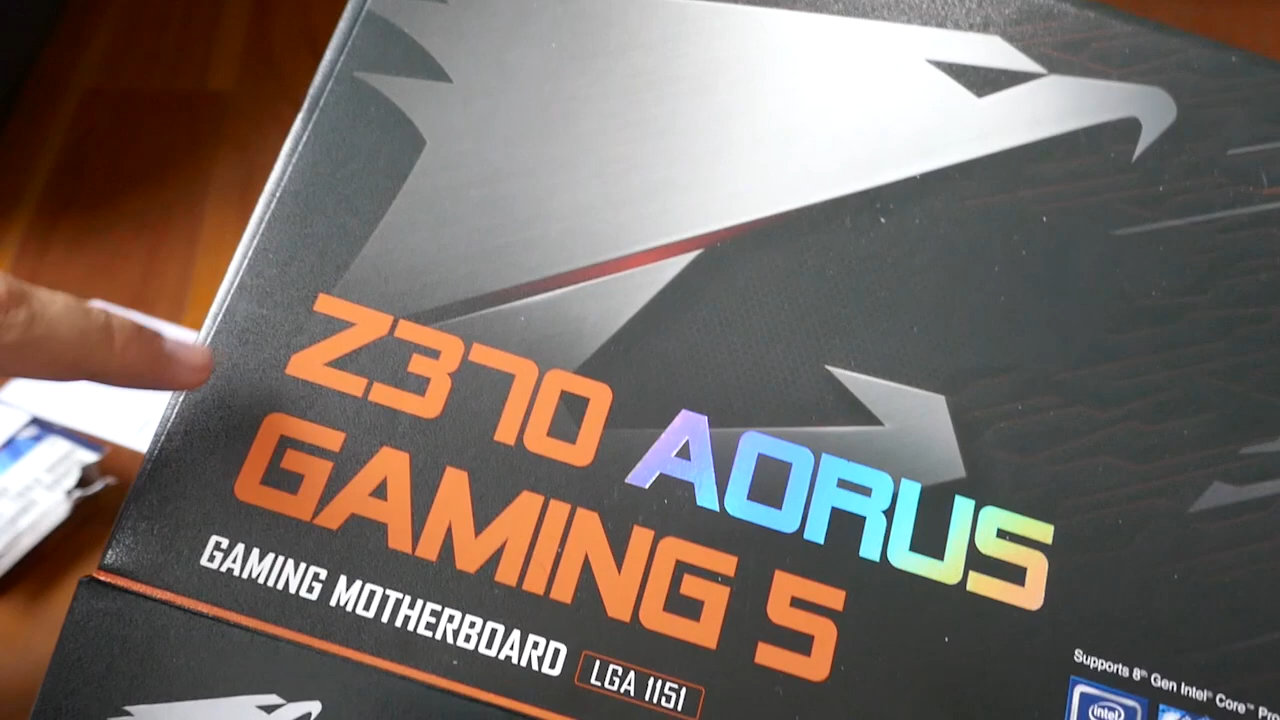 Z370 AORUS
GAMING 5
GAMING MOTHERBOARD LGA 1151
Supports 8th Gen Intel® Core™
intel